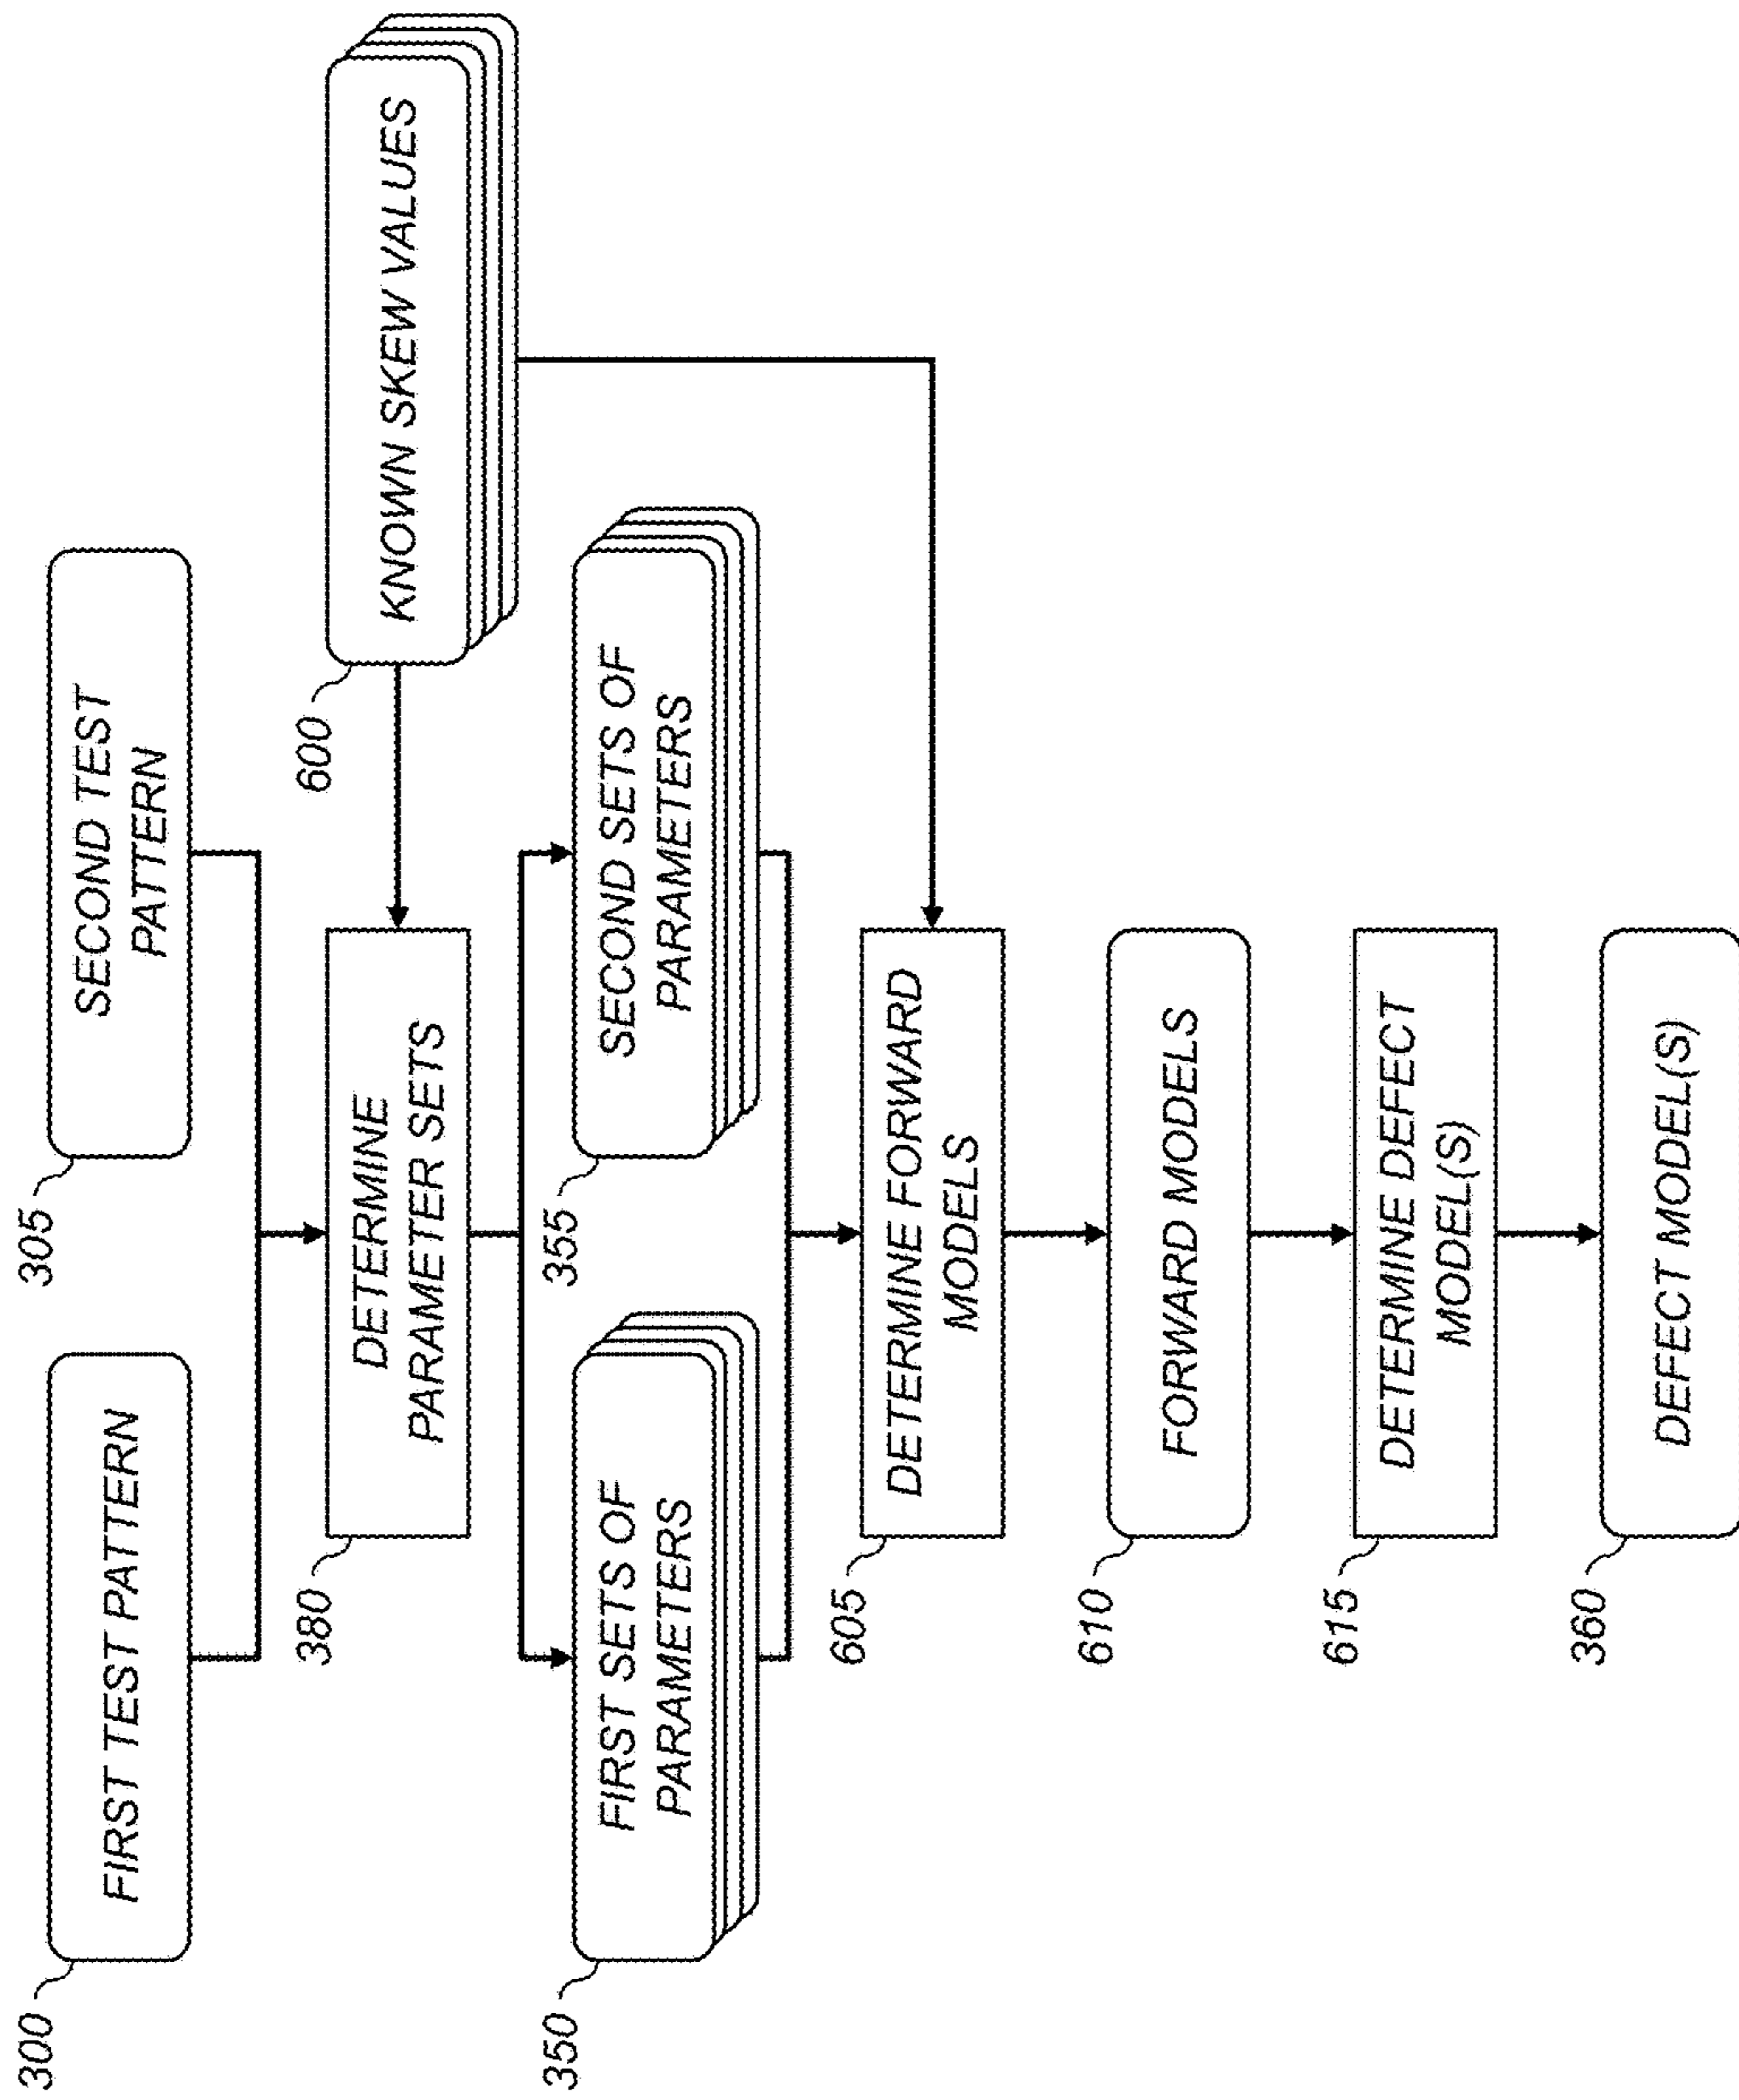 300
FIRST TEST PATTERN
305
SECOND TEST
PATTERN
380
DETERMINE
PARAMETER SETS
600
KNOWN SKEW VALUES
350
FIRST SETS OF
PARAMETERS
355
SECOND SETS OF
PARAMETERS
605
DETERMINE FORWARD
MODELS
610
FORWARD MODELS
615
DETERMINE DEFECT
MODEL(S)
360
DEFECT MODEL(S)